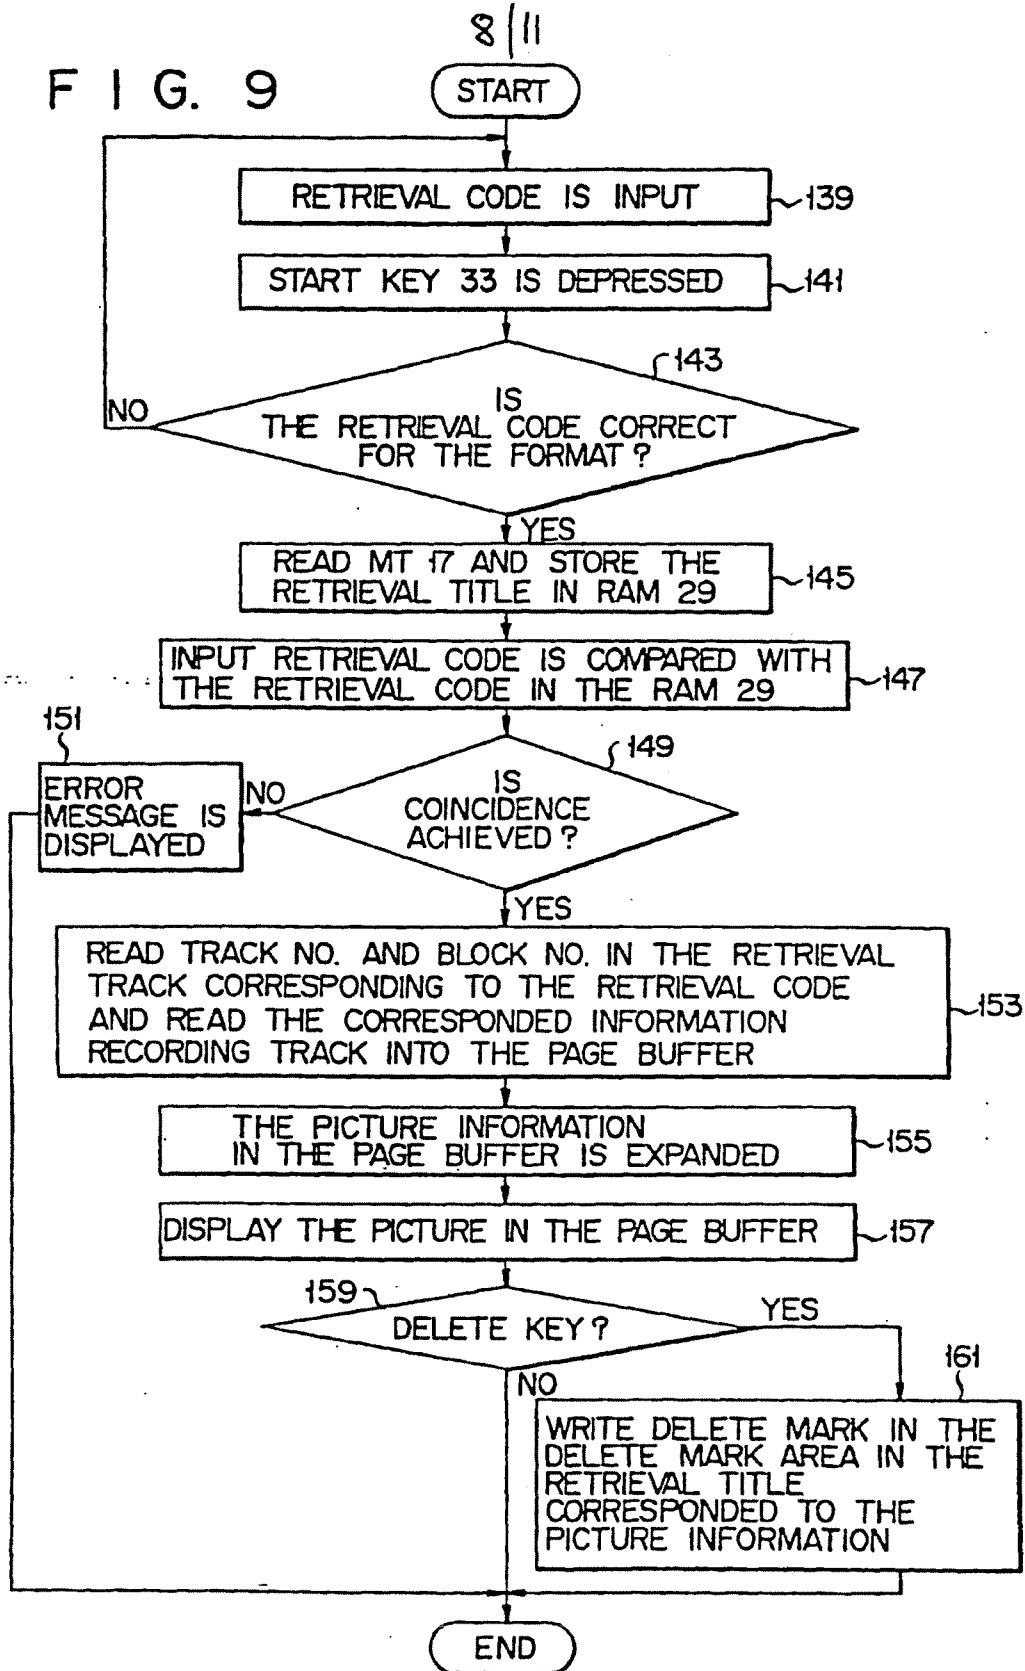 8/11
FIG. 9
START
RETRIEVAL CODE IS INPUT
139
START KEY 33 IS DEPRESSED
141
143
IS
THE RETRIEVAL CODE CORRECT
FOR THE FORMAT?
NO
YES
READ MT 17 AND STORE THE
RETRIEVAL TITLE IN RAM 29
145
INPUT RETRIEVAL CODE IS COMPARED WITH
THE RETRIEVAL CODE IN THE RAM 29
147
151
ERROR
MESSAGE IS
DISPLAYED
NO
149
IS
COINCIDENCE
ACHIEVED?
YES
READ TRACK NO. AND BLOCK NO. IN THE RETRIEVAL
TRACK CORRESPONDING TO THE RETRIEVAL CODE
AND READ THE CORRESPONDED INFORMATION
RECORDING TRACK INTO THE PAGE BUFFER
153
THE PICTURE INFORMATION
IN THE PAGE BUFFER IS EXPANDED
155
DISPLAY THE PICTURE IN THE PAGE BUFFER
157
159
DELETE KEY?
YES
NO
161
WRITE DELETE MARK IN THE
DELETE MARK AREA IN THE
RETRIEVAL TITLE
CORRESPONDED TO THE
PICTURE INFORMATION
END